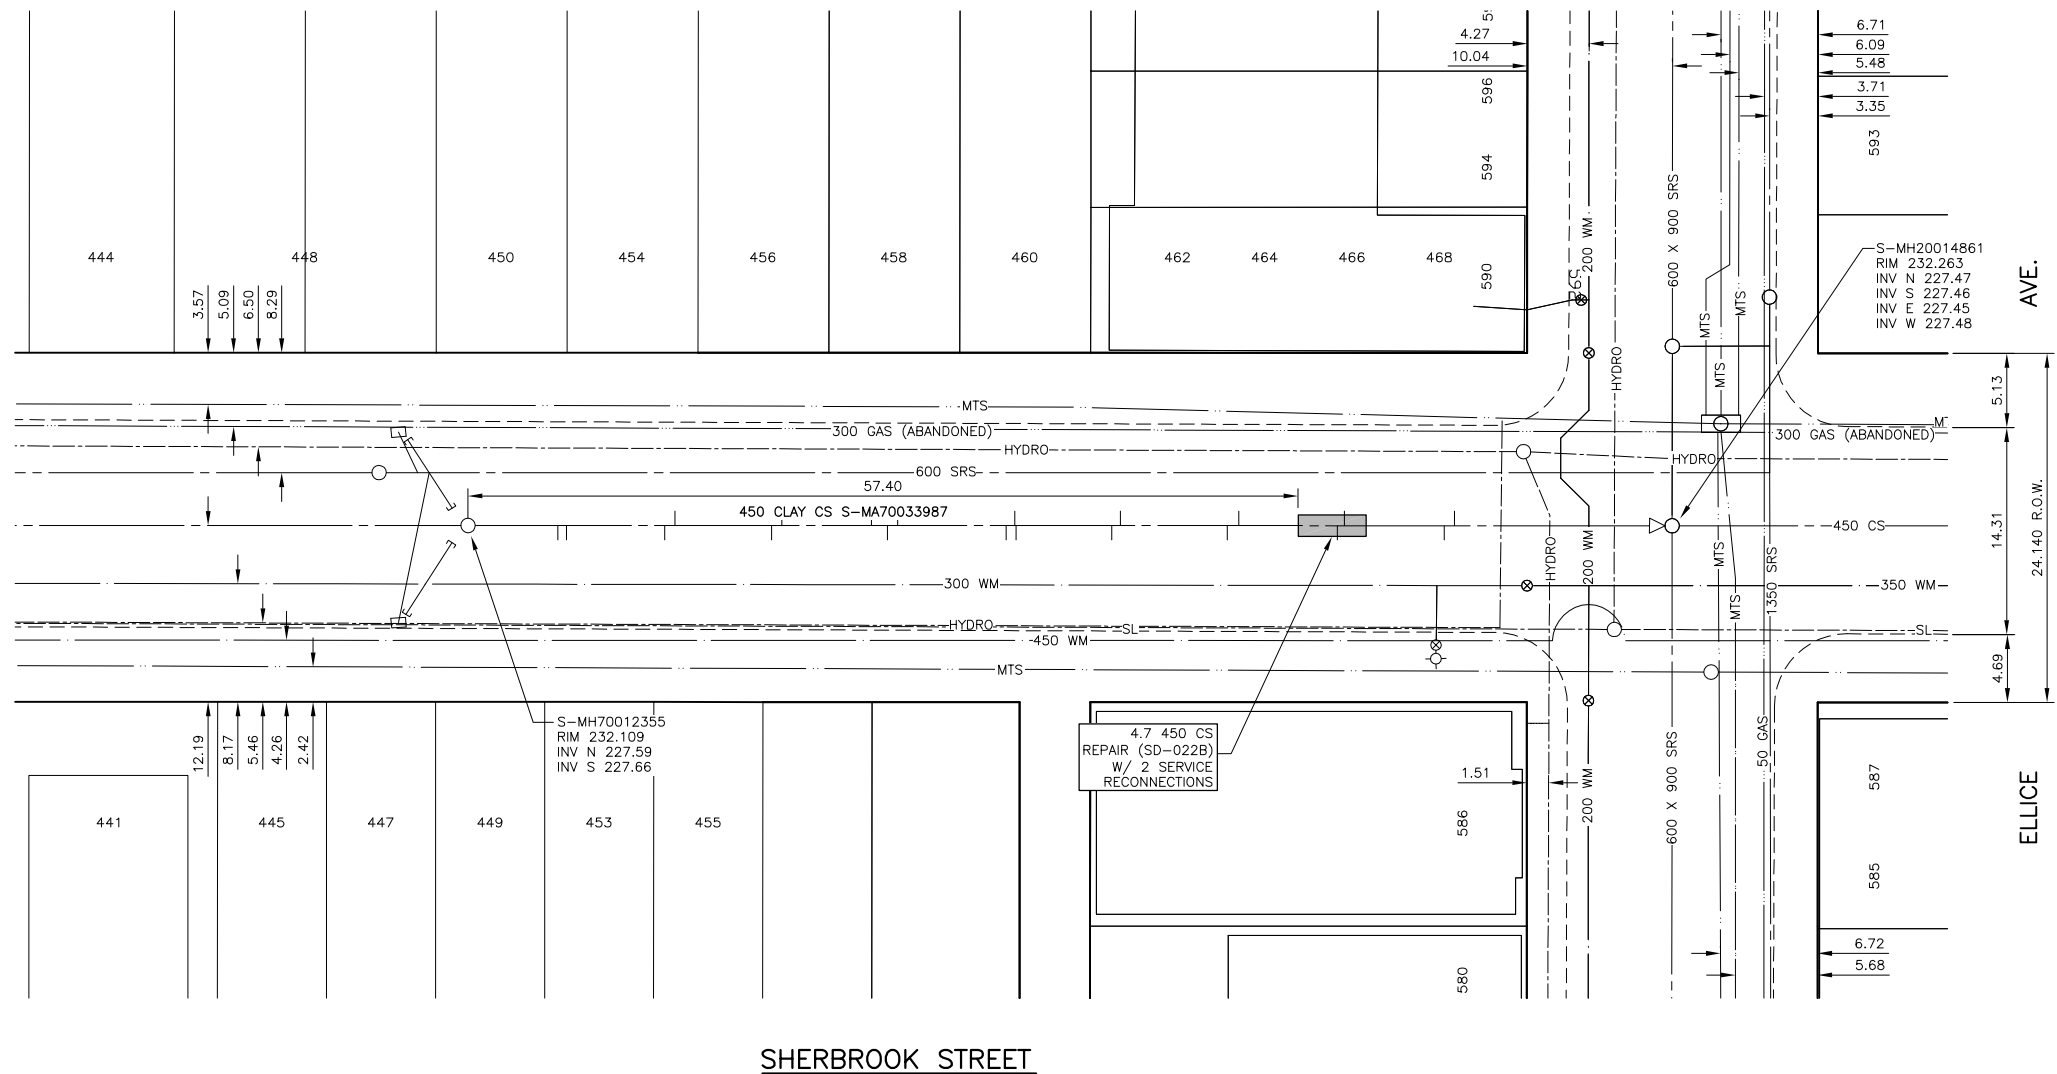 4.27
10.04
6.71
6.09
5.48
3.71
3.35
596
594
593
590
444
448
450
454
456
458
460
462
464
466
468
3.57
5.09
6.50
8.29
200 WM
600 X 900 SRS
HYDRO
MTS
MTS
MTS
S-MH20014861
RIM 232.263
INV N 227.47
INV S 227.46
INV E 227.45
INV W 227.48
AVE.
MTS
300 GAS (ABANDONED)
HYDRO
600 SRS
57.40
450 CLAY CS S-MA70033987
300 GAS (ABANDONED)
HYDRO
450 CS
5.13
14.31
24.140 R.O.W.
4.69
HYDRO
200 WM
MTS
MTS
1350 SRS
300 WM
350 WM
HYDRO
SL
SL
450 WM
MTS
12.19
8.17
5.46
4.26
2.42
S-MH70012355
RIM 232.109
INV N 227.59
INV S 227.66
4.7 450 CS
REPAIR (SD-022B)
W/ 2 SERVICE
RECONNECTIONS
1.51
200 WM
600 X 900 SRS
50 GAS
441
445
447
449
453
455
586
580
587
585
ELLICE
6.72
5.68
SHERBROOK STREET